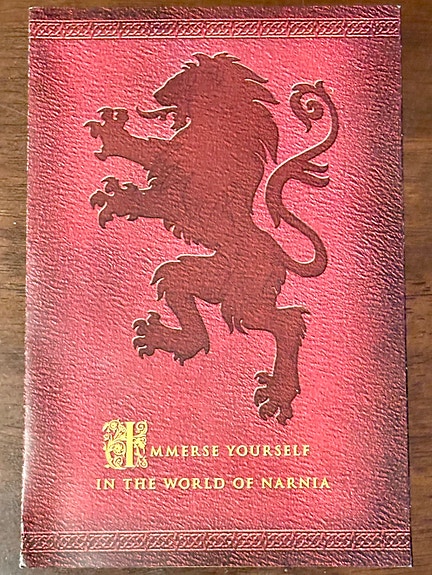 IMMERSE YOURSELF
IN THE WORLD OF NARNIA